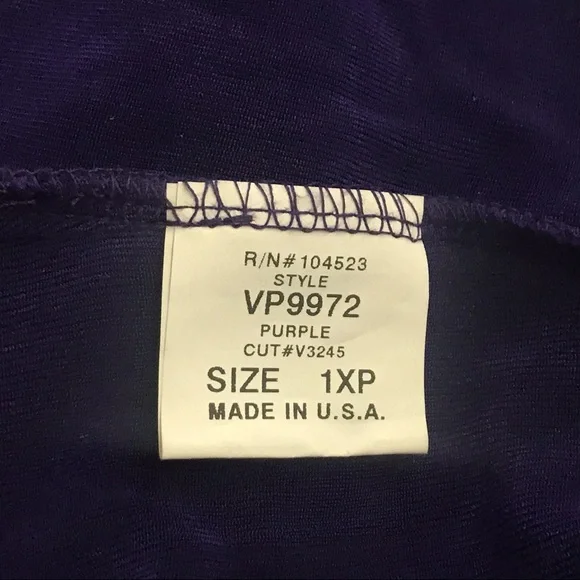 R/N#104523
STYLE
VP9972
PURPLE
CUT#V3245
SIZE 1XP
MADE IN U.S.A.